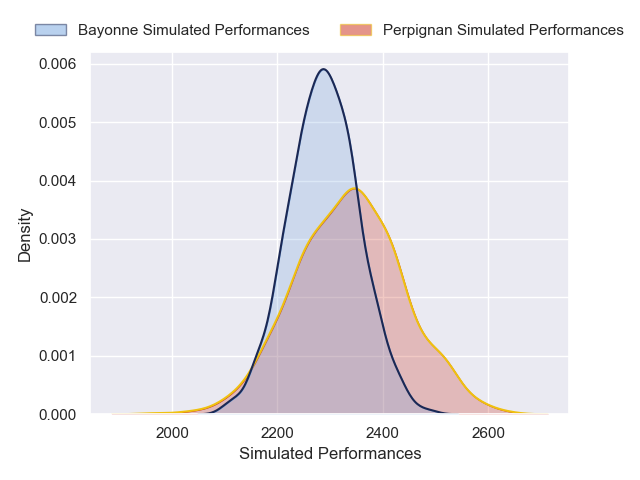 Bayonne Simulated Performances Perpignan Simulated Performances
0.006
0.005
0.004
0.003
0.002
0.001
0.000
Density
2000 2200 2400 2600
Simulated Performances